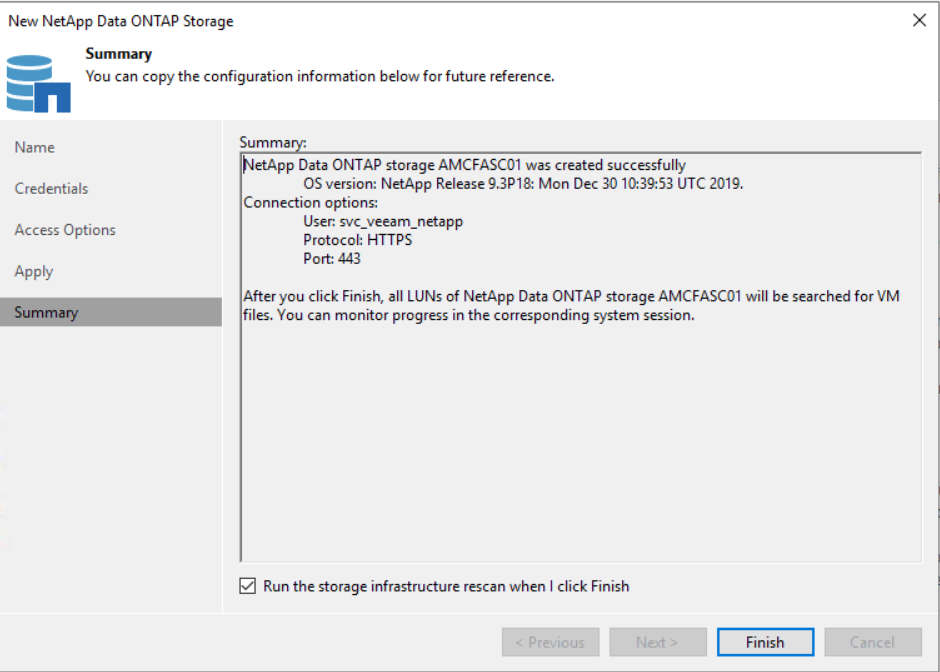 New NetApp Data ONTAP Storage
Summary
You can copy the configuration information below for future reference.
Name
Credentials
Access Options
Apply
Summary
Summary:
NetApp Data ONTAP storage AMCFASC01 was created successfully
OS version: NetApp Release 9.3P18: Mon Dec 30 10:39:53 UTC 2019.
Connection options:
User: svc_veeam_netapp
Protocol: HTTPS
Port: 443
After you click Finish, all LUNs of NetApp Data ONTAP storage AMCFASC01 will be searched for VM
files. You can monitor progress in the corresponding system session.
Run the storage infrastructure rescan when I click Finish
< Previous
Next >
Finish
Cancel